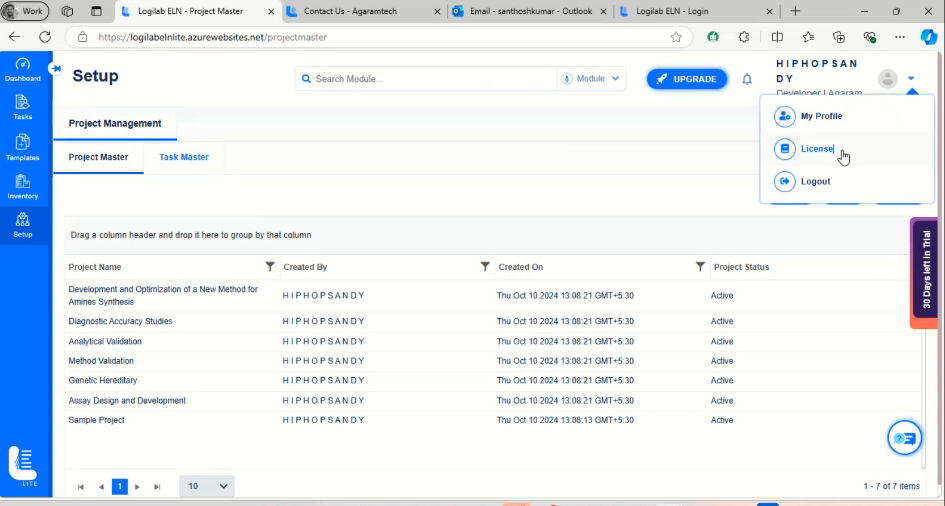 Work
Logilab ELN - Project Master
Contact Us - Agaramtech
Email - santhoshkumar - Outlook
Logilab ELN - Login
https://logilabelnlite.azurewebsites.net/projectmaster
Dashboard
Tasks
Templates
Inventory
Setup
LITE
Setup
Search Module...
Module
UPGRADE
H I P H O P S A N
D Y
Developer | Agaram
My Profile
License
Logout
Project Management
Project Master
Task Master
Drag a column header and drop it here to group by that column
Project Name
Created By
Created On
Project Status
Development and Optimization of a New Method for
Amines Synthesis
H I P H O P S A N D Y
Thu Oct 10 2024 13:08:21 GMT+5:30
Active
Diagnostic Accuracy Studies
H I P H O P S A N D Y
Thu Oct 10 2024 13:08:21 GMT+5:30
Active
Analytical Validation
H I P H O P S A N D Y
Thu Oct 10 2024 13:08:21 GMT+5:30
Active
Method Validation
H I P H O P S A N D Y
Thu Oct 10 2024 13:08:21 GMT+5:30
Active
Genetic Hereditary
H I P H O P S A N D Y
Thu Oct 10 2024 13:08:21 GMT+5:30
Active
Assay Design and Development
H I P H O P S A N D Y
Thu Oct 10 2024 13:08:21 GMT+5:30
Active
Sample Project
H I P H O P S A N D Y
Thu Oct 10 2024 13:08:13 GMT+5:30
Active
30 Days left in Trial
1
10
1 - 7 of 7 items